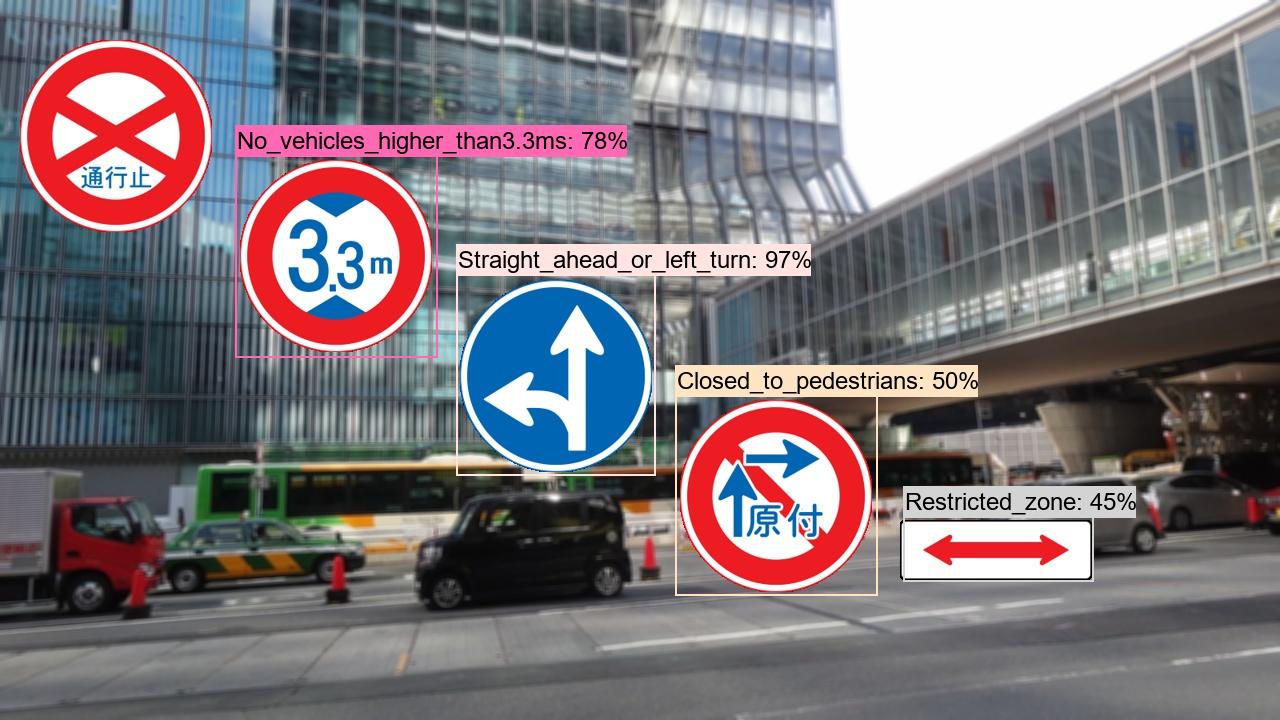 通行止
No_vehicles_higher_than3.3ms: 78%
3.3m
Straight_ahead_or_left_turn: 97%
Closed_to_pedestrians: 50%
原付
Restricted_zone: 45%